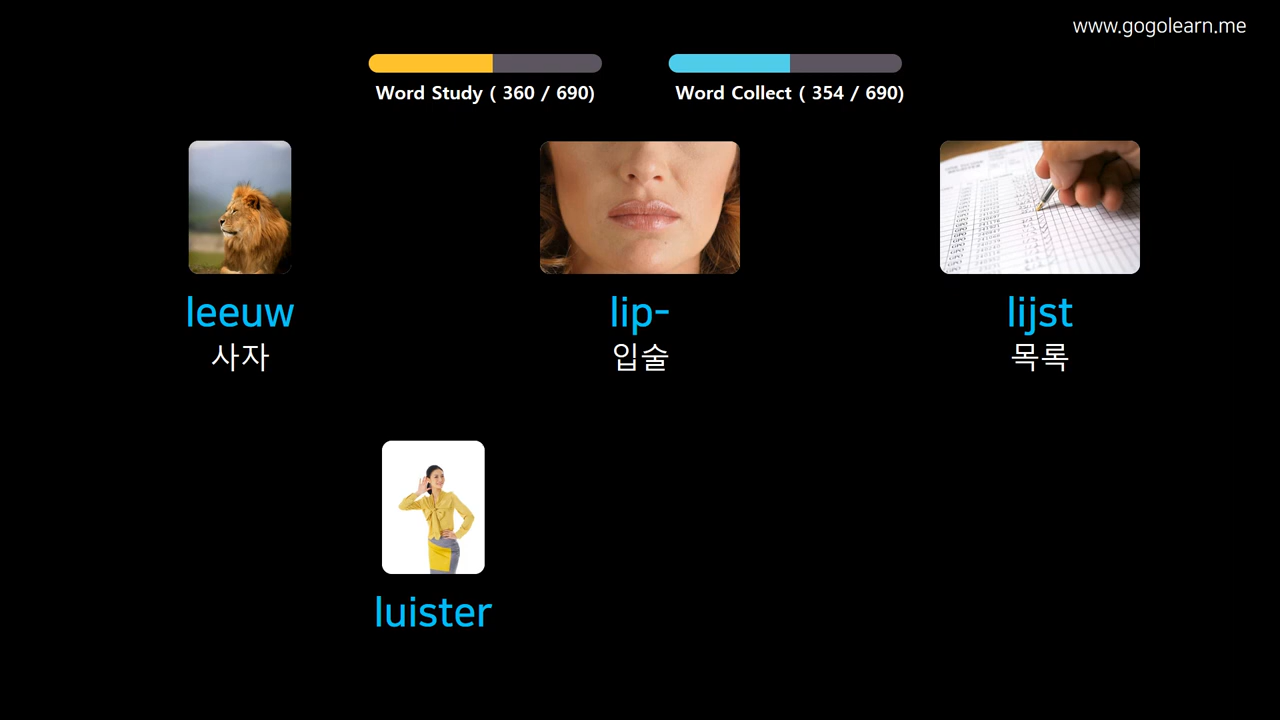 www.gogolearn.me
Word Study ( 360 / 690)
Word Collect ( 354 / 690)
leeuw
lip-
lijst
사자
입술
목록
luister